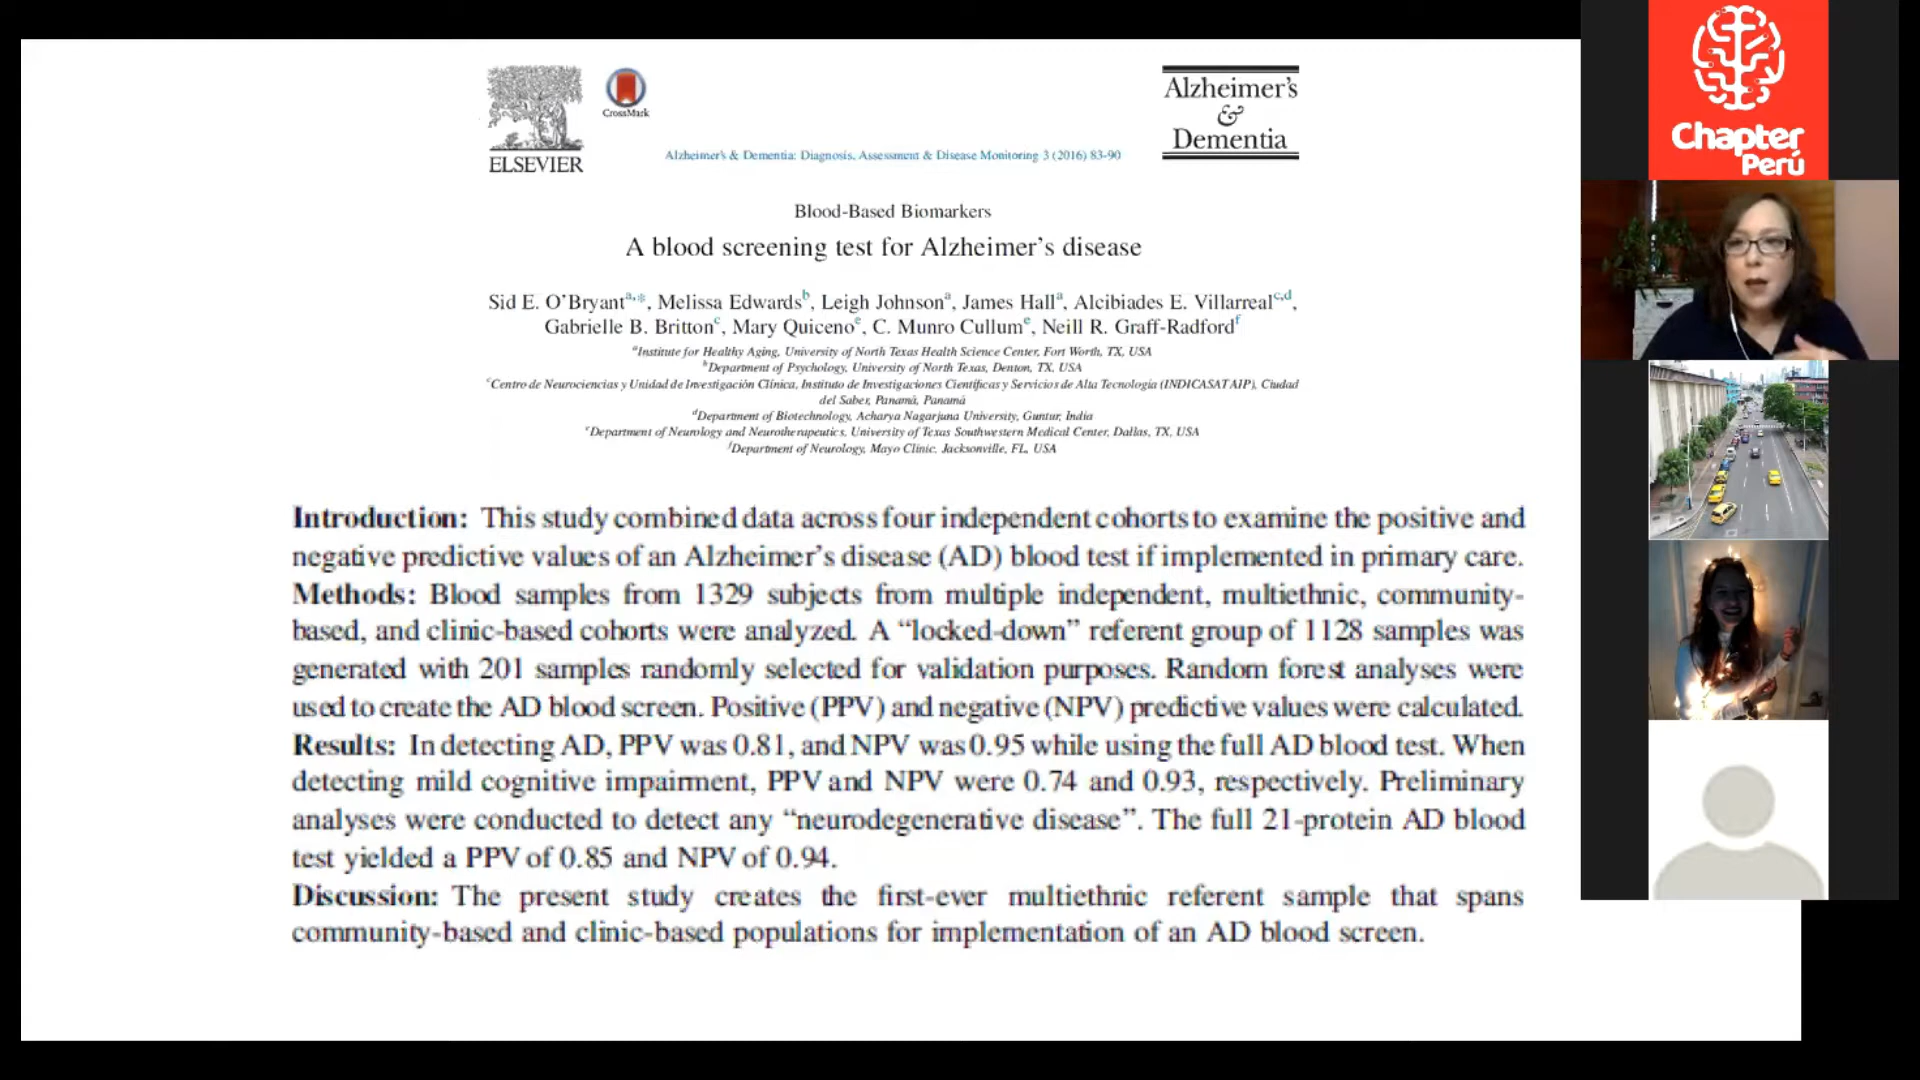 ELSEVIER
CrossMark
Alzheimer's & Dementia: Diagnosis, Assessment & Disease Monitoring 3 (2016) 83-90
Alzheimer's
&
Dementia
Blood-Based Biomarkers
A blood screening test for Alzheimer's disease
Sid E. O'Bryant^a,*, Melissa Edwards^b, Leigh Johnson^a, James Hall^a, Alcibiades E. Villarreal^c,d,
Gabrielle B. Britton^c, Mary Quiceno^e, C. Munro Cullum^e, Neill R. Graff-Radford^f
^aInstitute for Healthy Aging, University of North Texas Health Science Center, Fort Worth, TX, USA
^bDepartment of Psychology, University of North Texas, Denton, TX, USA
^cCentro de Neurociencias y Unidad de Investigación Clínica, Instituto de Investigaciones Científicas y Servicios de Alta Tecnología (INDICASAT AIP), Ciudad
del Saber, Panamá, Panamá
^dDepartment of Biotechnology, Acharya Nagarjuna University, Guntur, India
^eDepartment of Neurology and Neurotherapeutics, University of Texas Southwestern Medical Center, Dallas, TX, USA
^fDepartment of Neurology, Mayo Clinic, Jacksonville, FL, USA
Introduction: This study combined data across four independent cohorts to examine the positive and
negative predictive values of an Alzheimer's disease (AD) blood test if implemented in primary care.
Methods: Blood samples from 1329 subjects from multiple independent, multiethnic, community-
based, and clinic-based cohorts were analyzed. A "locked-down" referent group of 1128 samples was
generated with 201 samples randomly selected for validation purposes. Random forest analyses were
used to create the AD blood screen. Positive (PPV) and negative (NPV) predictive values were calculated.
Results: In detecting AD, PPV was 0.81, and NPV was 0.95 while using the full AD blood test. When
detecting mild cognitive impairment, PPV and NPV were 0.74 and 0.93, respectively. Preliminary
analyses were conducted to detect any "neurodegenerative disease". The full 21-protein AD blood
test yielded a PPV of 0.85 and NPV of 0.94.
Discussion: The present study creates the first-ever multiethnic referent sample that spans
community-based and clinic-based populations for implementation of an AD blood screen.
Chapter
Perú